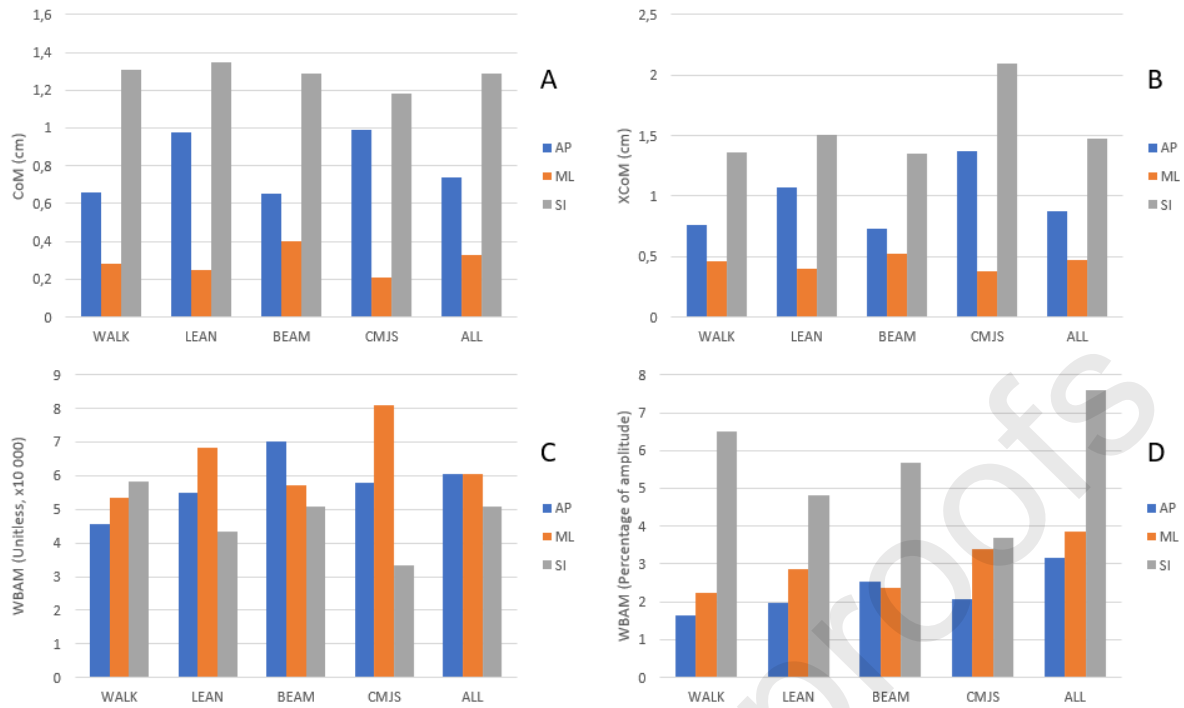 1,6
1,4
1,2
1
0,8
0,6
0,4
0,2
0
CoM (cm)
WALK LEAN BEAM CMJS ALL
A
AP
ML
SI
2,5
2
1,5
1
0,5
0
XCoM (cm)
WALK LEAN BEAM CMJS ALL
B
AP
ML
SI
9
8
7
6
5
4
3
2
1
0
WBAM (Unitless, x10 000)
WALK LEAN BEAM CMJS ALL
C
AP
ML
SI
8
7
6
5
4
3
2
1
0
WBAM (Percentage of amplitude)
WALK LEAN BEAM CMJS ALL
D
AP
ML
SI
proofs